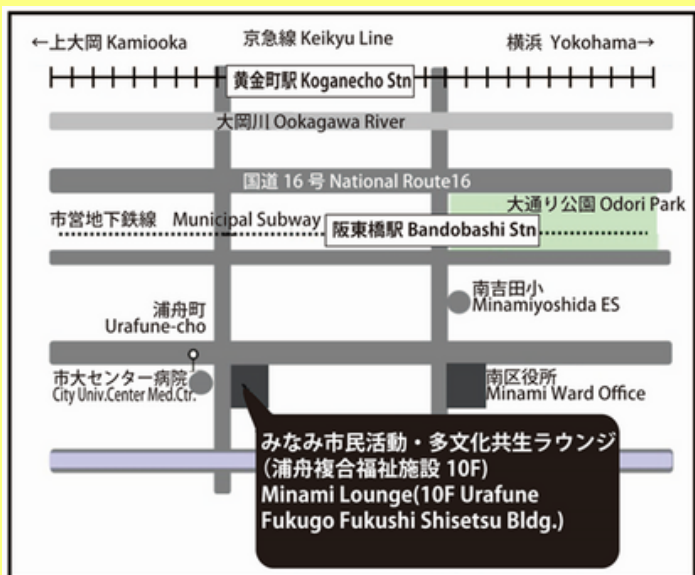 ←上大岡 Kamiooka
京急線 Keikyu Line
横浜 Yokohama→
黄金町駅 Koganecho Stn
大岡川 Ookagawa River
国道 16 号 National Route16
大通り公園 Odori Park
市営地下鉄線 Municipal Subway
阪東橋駅 Bandobashi Stn
南吉田小
Minamiyoshida ES
浦舟町
Urafune-cho
市大センター病院
City Univ.Center Med.Ctr.
南区役所
Minami Ward Office
みなみ市民活動・多文化共生ラウンジ
(浦舟複合福祉施設 10F)
Minami Lounge(10F Urafune
Fukugo Fukushi Shisetsu Bldg.)